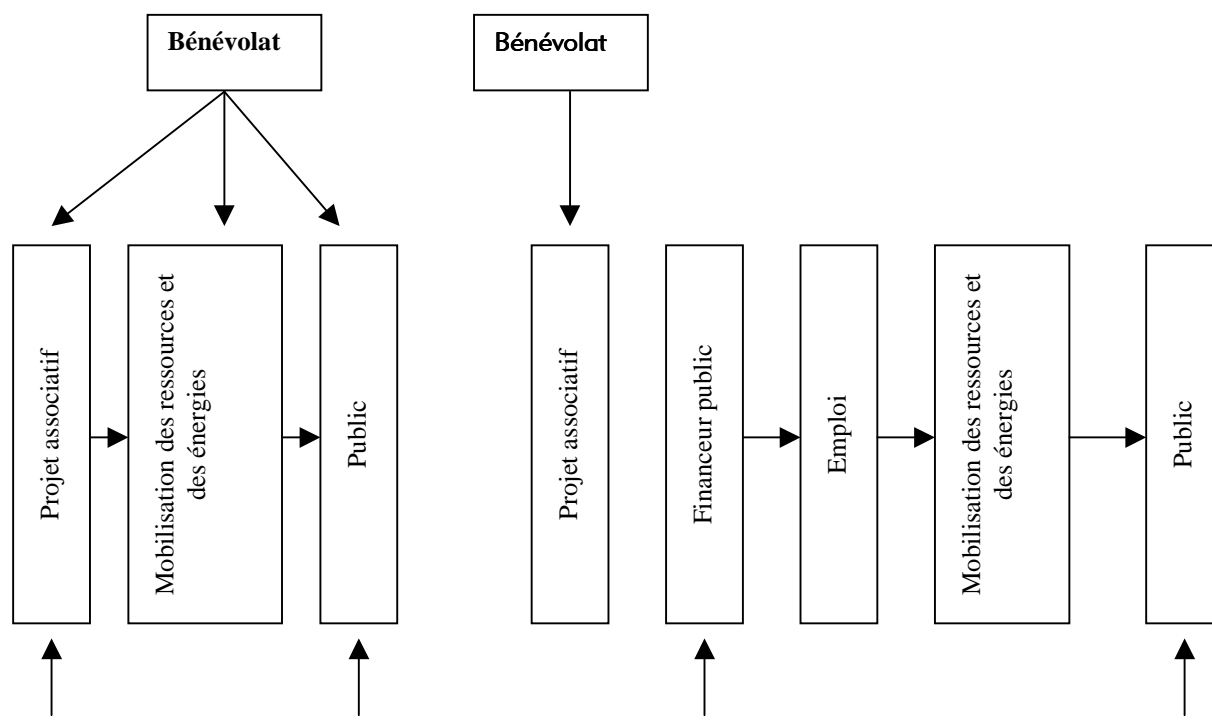 Bénévolat
Bénévolat
Projet associatif
Mobilisation des ressources et
des énergies
Public
Projet associatif
Financeur public
Emploi
Mobilisation des ressources et
des énergies
Public